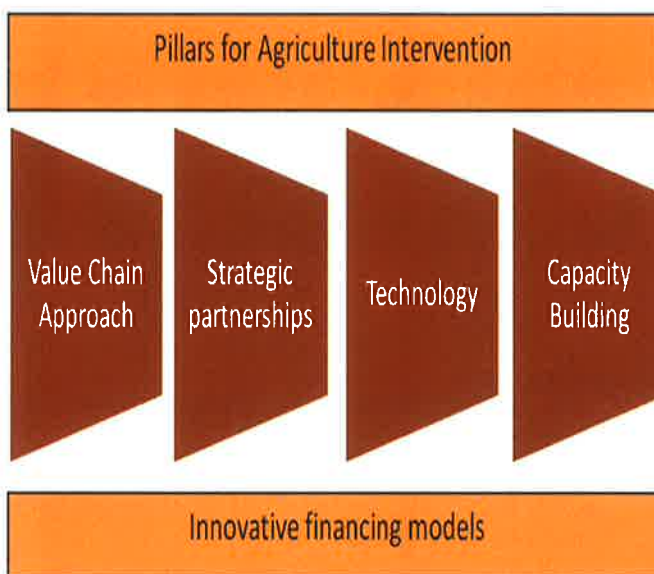 Pillars for Agriculture Intervention
Value Chain
Approach
Strategic
partnerships
Technology
Capacity
Building
Innovative financing models